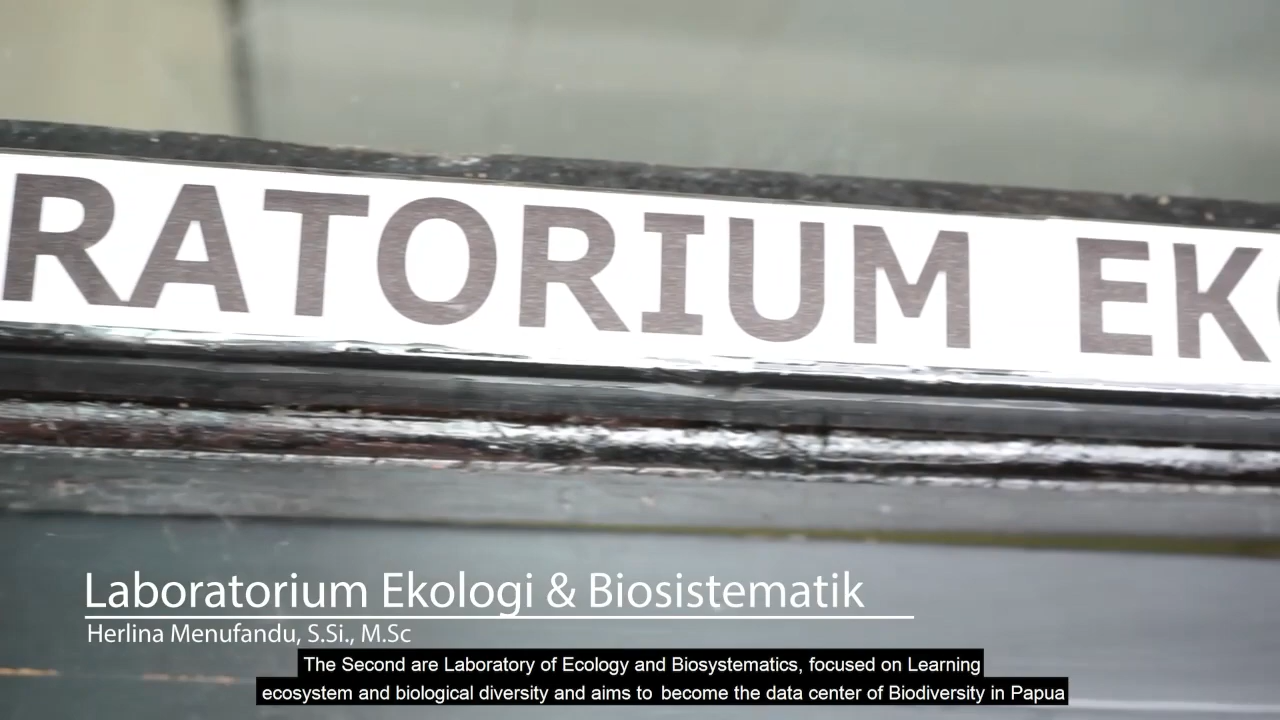 RATORIUM EK
Laboratorium Ekologi & Biosistematik
Herlina Menufandu, S.Si., M.Sc
The Second are Laboratory of Ecology and Biosystematics, focused on Learning
ecosystem and biological diversity and aims to become the data center of Biodiversity in Papua